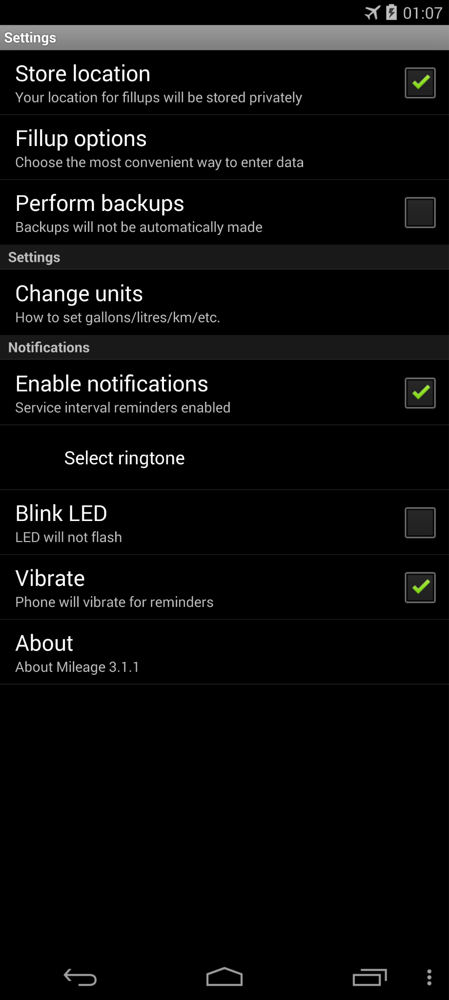 01:07
Settings
Store location
Your location for fillups will be stored privately
Fillup options
Choose the most convenient way to enter data
Perform backups
Backups will not be automatically made
Settings
Change units
How to set gallons/litres/km/etc.
Notifications
Enable notifications
Service interval reminders enabled
Select ringtone
Blink LED
LED will not flash
Vibrate
Phone will vibrate for reminders
About
About Mileage 3.1.1